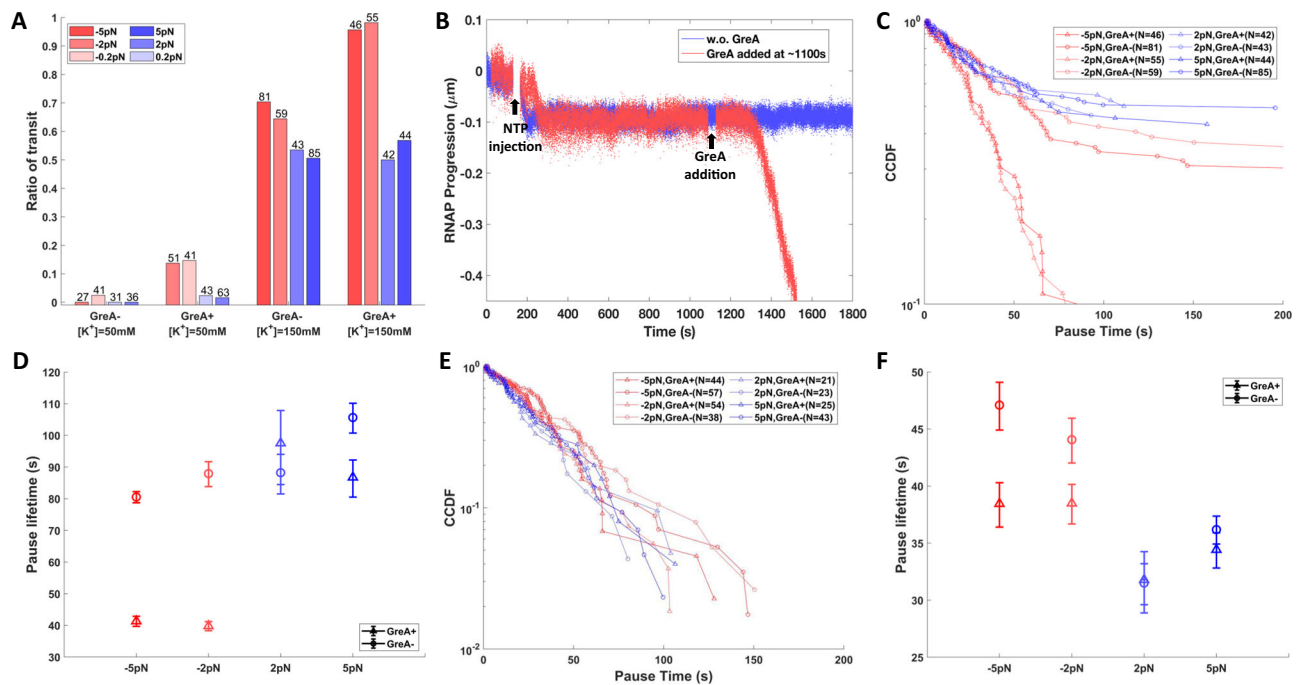 A
Ratio of transit
1
0.9
0.8
0.7
0.6
0.5
0.4
0.3
0.2
0.1
0
-5pN
5pN
-2pN
2pN
-0.2pN
0.2pN
27
41
31
36
51
41
43
63
81
59
43
85
46
55
42
44
GreA-
[K+]=50mM
GreA+
[K+]=50mM
GreA-
[K+]=150mM
GreA+
[K+]=150mM
B
RNAP Progression (μm)
0.1
0
-0.1
-0.2
-0.3
-0.4
w.o. GreA
GreA added at ~1100s
NTP
injection
GreA
addition
0
200
400
600
800
1000
1200
1400
1600
1800
Time (s)
C
CCDF
10^0
10^-1
-5pN,GreA+(N=46)
-5pN,GreA-(N=81)
-2pN,GreA+(N=55)
-2pN,GreA-(N=59)
2pN,GreA+(N=42)
2pN,GreA-(N=43)
5pN,GreA+(N=44)
5pN,GreA-(N=85)
0
50
100
150
200
Pause Time (s)
D
Pause lifetime (s)
130
120
110
100
90
80
70
60
50
40
30
GreA+
GreA-
-5pN
-2pN
2pN
5pN
E
CCDF
10^0
10^-1
10^-2
-5pN,GreA+(N=44)
-5pN,GreA-(N=57)
-2pN,GreA+(N=54)
-2pN,GreA-(N=38)
2pN,GreA+(N=21)
2pN,GreA-(N=23)
5pN,GreA+(N=25)
5pN,GreA-(N=43)
0
50
100
150
200
Pause Time (s)
F
Pause lifetime (s)
50
45
40
35
30
25
GreA+
GreA-
-5pN
-2pN
2pN
5pN